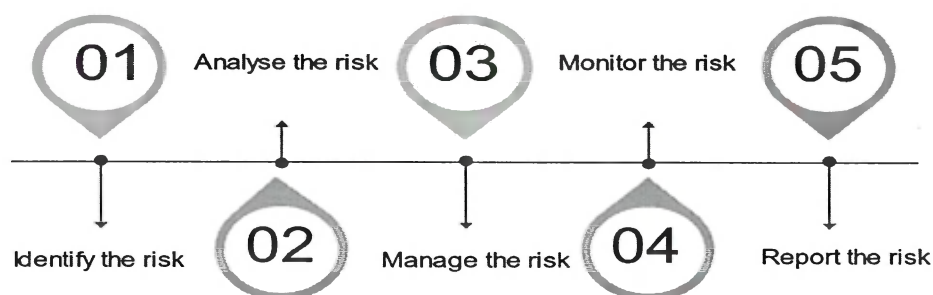 01
Identify the risk
Analyse the risk
02
03
Manage the risk
Monitor the risk
04
05
Report the risk